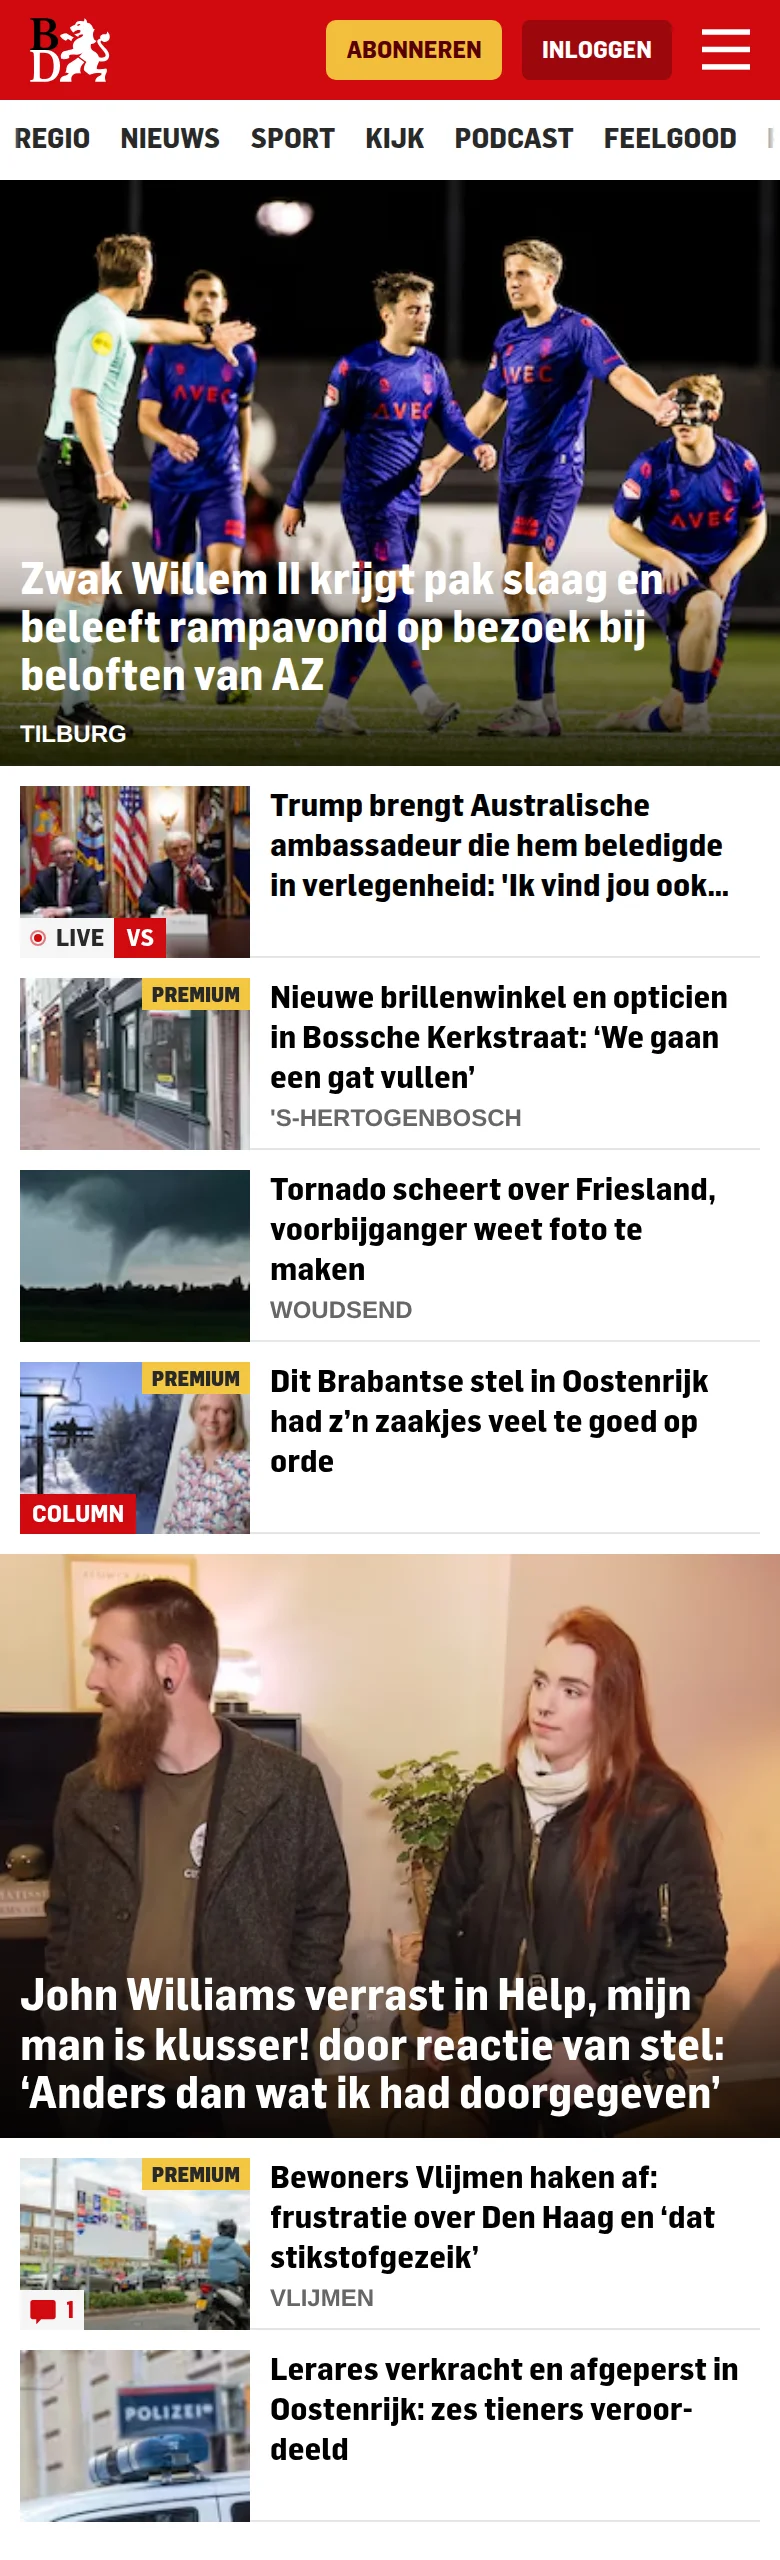 BD
ABONNEREN
INLOGGEN
REGIO NIEUWS SPORT KIJK PODCAST FEELGOOD
AVEC
AVEC
AVEC
AVEC
Zwak Willem II krijgt pak slaag en
beleeft rampavond op bezoek bij
beloften van AZ
TILBURG
Trump brengt Australische
ambassadeur die hem beledigde
in verlegenheid: 'Ik vind jou ook...
LIVE VS
PREMIUM
Nieuwe brillenwinkel en opticien
in Bossche Kerkstraat: ‘We gaan
een gat vullen’
'S-HERTOGENBOSCH
Tornado scheert over Friesland,
voorbijganger weet foto te
maken
WOUDSEND
PREMIUM
Dit Brabantse stel in Oostenrijk
had z’n zaakjes veel te goed op
orde
COLUMN
John Williams verrast in Help, mijn
man is klusser! door reactie van stel:
‘Anders dan wat ik had doorgegeven’
PREMIUM
Bewoners Vlijmen haken af:
frustratie over Den Haag en ‘dat
stikstofgezeik’
VLIJMEN
1
Lerares verkracht en afgeperst in
Oostenrijk: zes tieners veroor-
deeld
POLIZEI